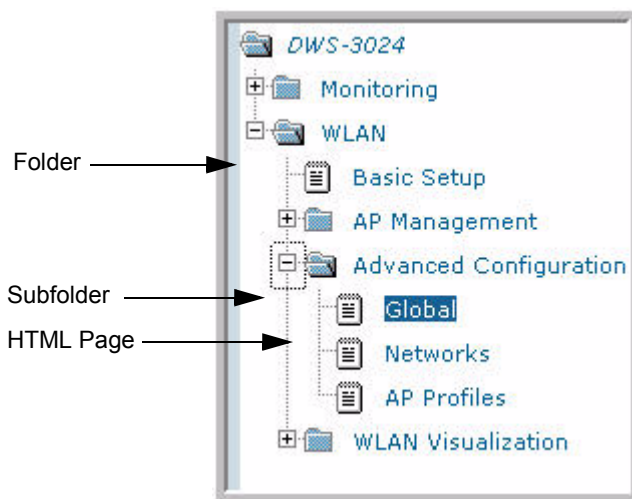 DWS-3024
Monitoring
WLAN
Folder
Basic Setup
AP Management
Advanced Configuration
Subfolder
Global
HTML Page
Networks
AP Profiles
WLAN Visualization